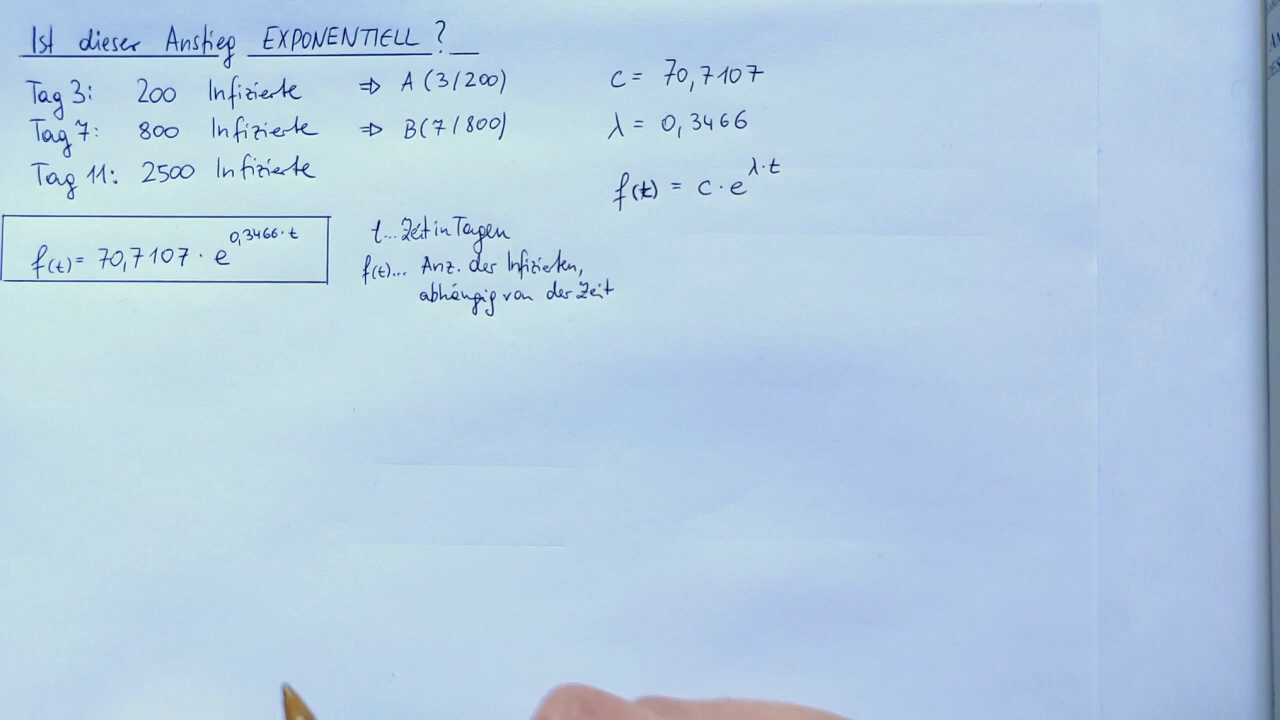 Ist dieser Anstieg EXPONENTIELL?
Tag 3: 200 Infizierte ⇒ A(3/200)
Tag 7: 800 Infizierte ⇒ B(7/800)
Tag 11: 2500 Infizierte
c = 70,7107
λ = 0,3466
f(t) = c · e^λ·t
f(t) = 70,7107 · e^0,3466·t
t... Zeit in Tagen
f(t)... Anz. der Infizierten,
abhängig von der Zeit